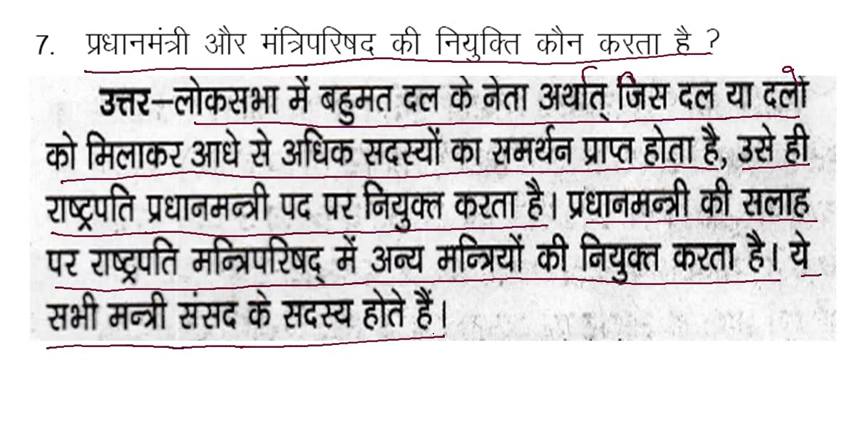 7. प्रधानमंत्री और मंत्रिपरिषद की नियुक्ति कौन करता है ?
उत्तर–लोकसभा में बहुमत दल के नेता अर्थात् जिस दल या दलों
को मिलाकर आधे से अधिक सदस्यों का समर्थन प्राप्त होता है, उसे ही
राष्ट्रपति प्रधानमन्त्री पद पर नियुक्त करता है। प्रधानमन्त्री की सलाह
पर राष्ट्रपति मन्त्रिपरिषद् में अन्य मन्त्रियों की नियुक्त करता है। ये
सभी मन्त्री संसद के सदस्य होते हैं।